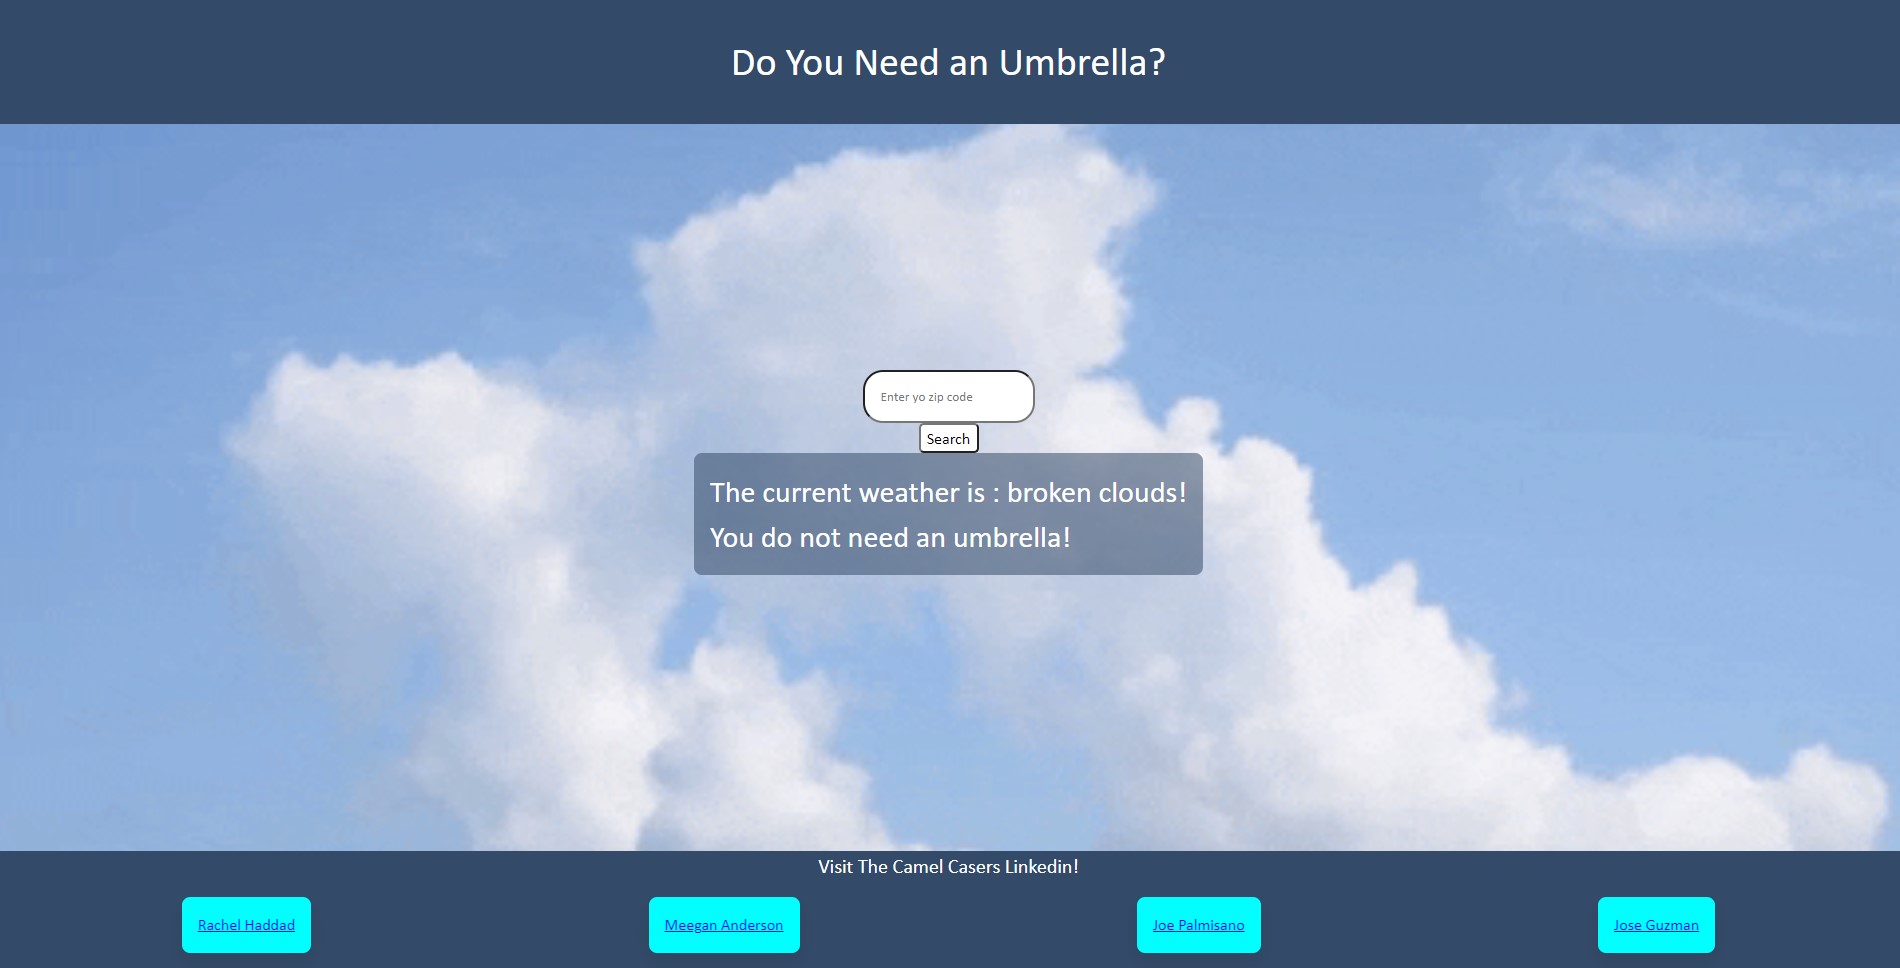 Do You Need an Umbrella?
Enter yo zip code
Search
The current weather is : broken clouds!
You do not need an umbrella!
Visit The Camel Casers Linkedin!
Rachel Haddad
Meegan Anderson
Joe Palmisano
Jose Guzman